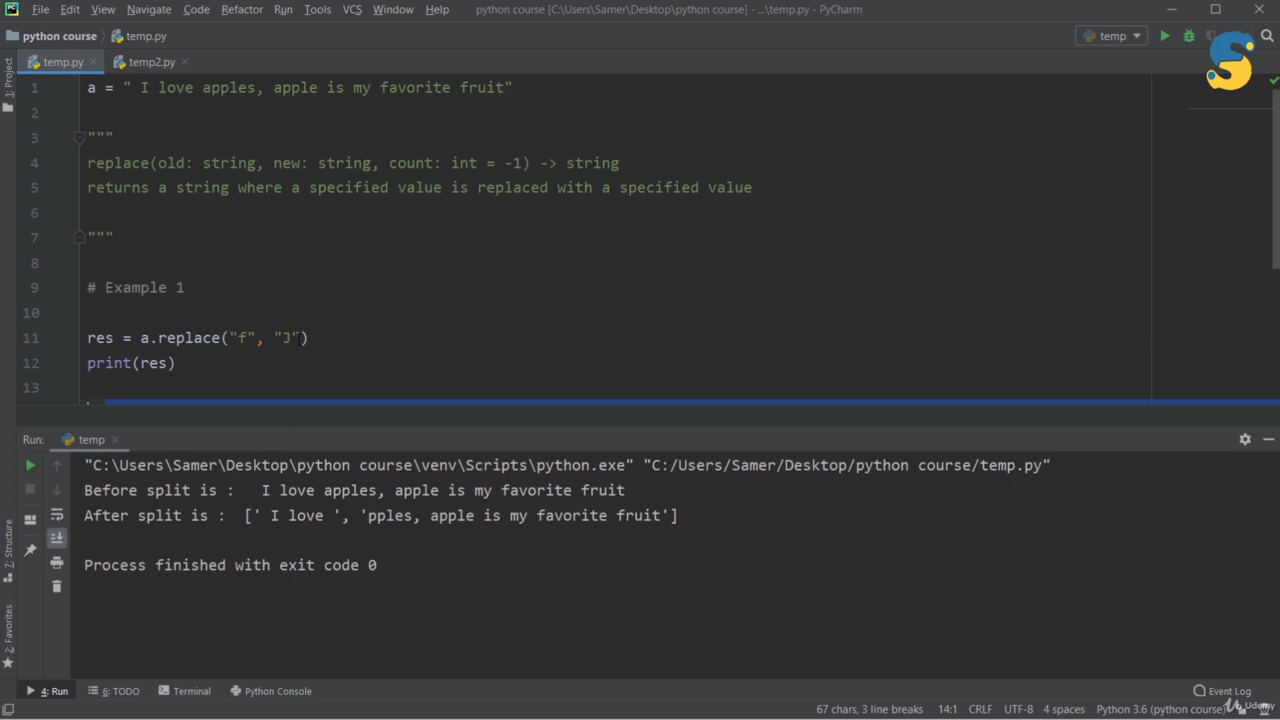 File Edit View Navigate Code Refactor Run Tools VCS Window Help python course [C:\Users\Samer\Desktop\python course] - ...\temp.py - PyCharm
python course temp.py temp
temp.py temp2.py
1: Project
1 a = " I love apples, apple is my favorite fruit"
2
3 """
4 replace(old: string, new: string, count: int = -1) -> string
5 returns a string where a specified value is replaced with a specified value
6
7 """
8
9 # Example 1
10
11 res = a.replace("f", "J")
12 print(res)
13
Run: temp
"C:\Users\Samer\Desktop\python course\venv\Scripts\python.exe" "C:/Users/Samer/Desktop/python course/temp.py"
Before split is :   I love apples, apple is my favorite fruit
After split is :  [' I love ', 'pples, apple is my favorite fruit']
Process finished with exit code 0
7: Structure
2: Favorites
4: Run 6: TODO Terminal Python Console Event Log
67 chars, 3 line breaks 14:1 CRLF UTF-8 4 spaces Python 3.6 (python course)
Udemy